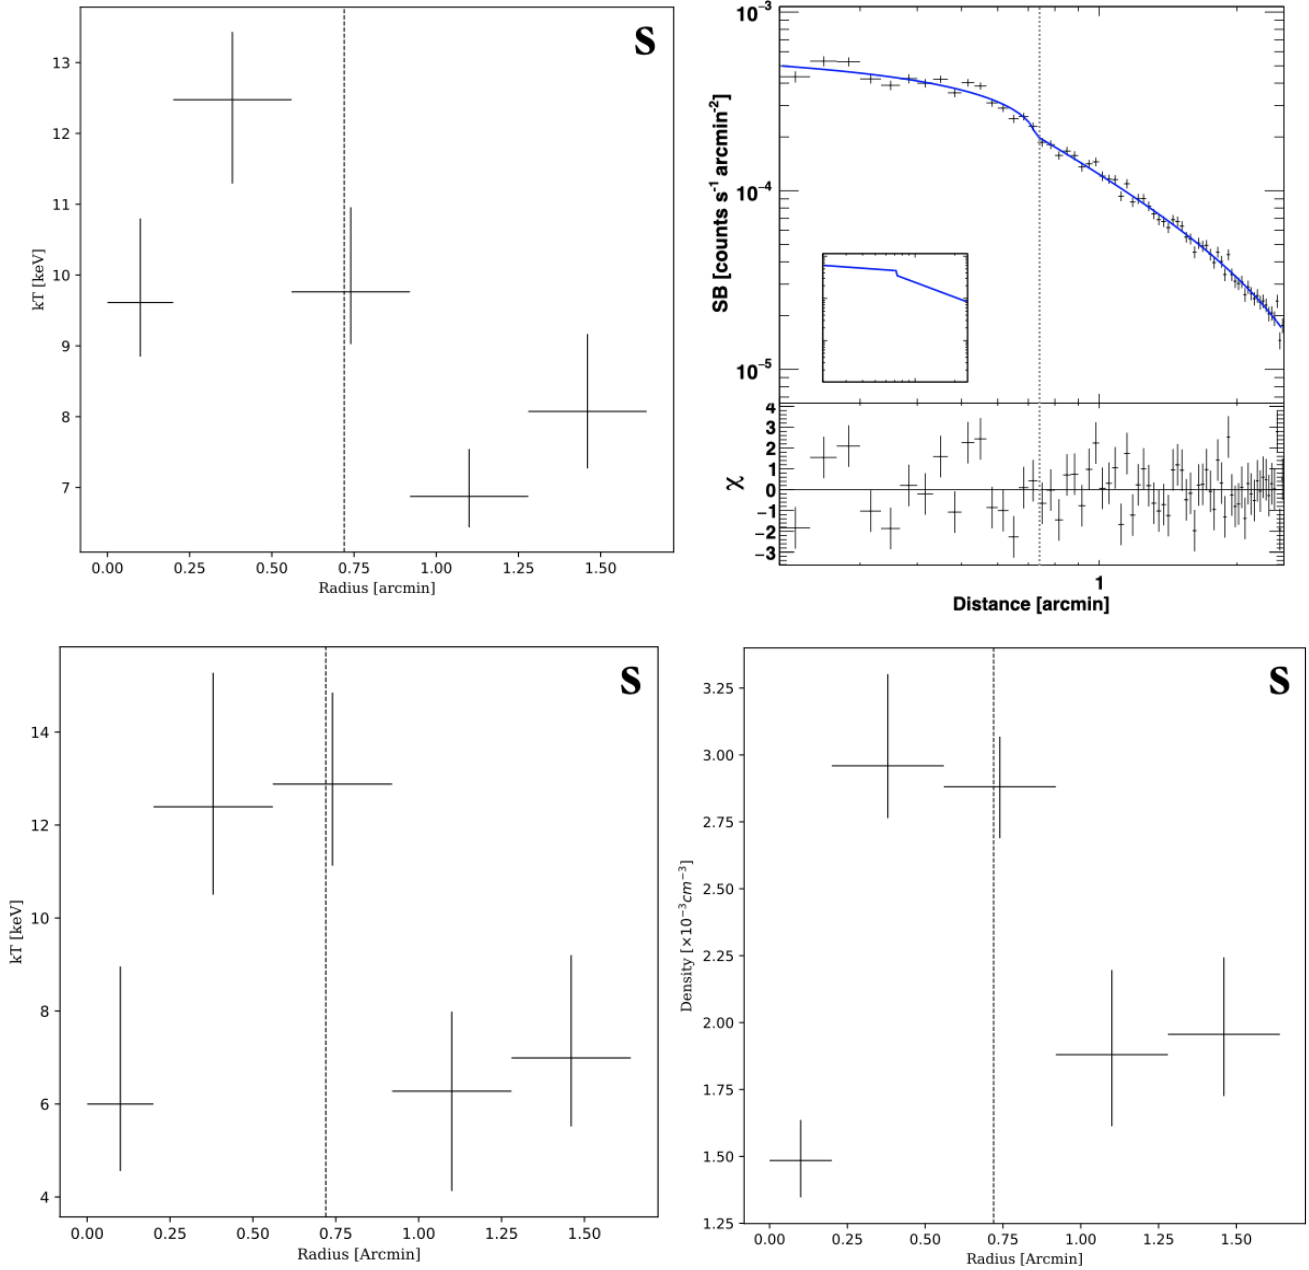 S
13
12
11
10
9
8
7
kT [keV]
0.00 0.25 0.50 0.75 1.00 1.25 1.50
Radius [arcmin]
10⁻³
10⁻⁴
10⁻⁵
SB [counts s⁻¹ arcmin⁻²]
4
3
2
1
0
−1
−2
−3
χ
1
Distance [arcmin]
S
14
12
10
8
6
4
kT [keV]
0.00 0.25 0.50 0.75 1.00 1.25 1.50
Radius [Arcmin]
S
3.25
3.00
2.75
2.50
2.25
2.00
1.75
1.50
1.25
Density [×10⁻³cm⁻³]
0.00 0.25 0.50 0.75 1.00 1.25 1.50
Radius [Arcmin]